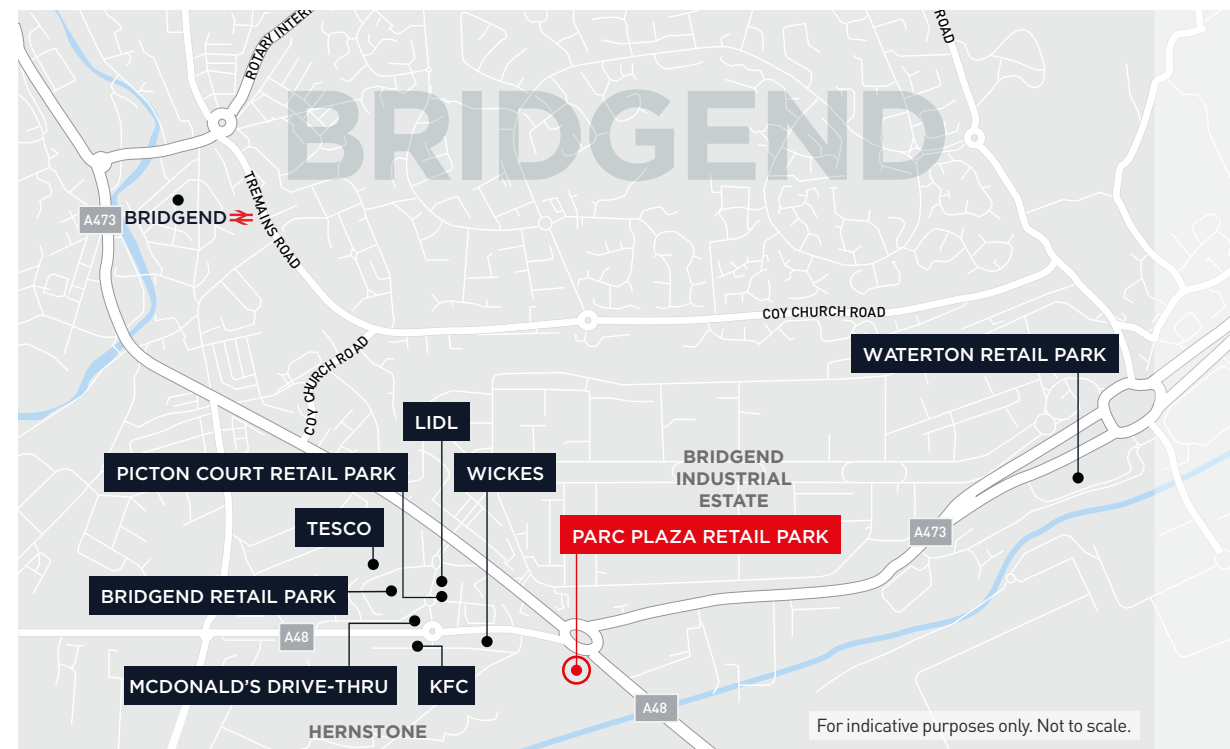 ROTARY INTER
ROAD
BRIDGEND
TREMAINS ROAD
A473
BRIDGEND
COY CHURCH ROAD
COY CHURCH ROAD
WATERTON RETAIL PARK
LIDL
PICTON COURT RETAIL PARK
WICKES
BRIDGEND
INDUSTRIAL
ESTATE
TESCO
PARC PLAZA RETAIL PARK
A473
BRIDGEND RETAIL PARK
A48
MCDONALD'S DRIVE-THRU
KFC
A48
HERNSTONE
For indicative purposes only. Not to scale.